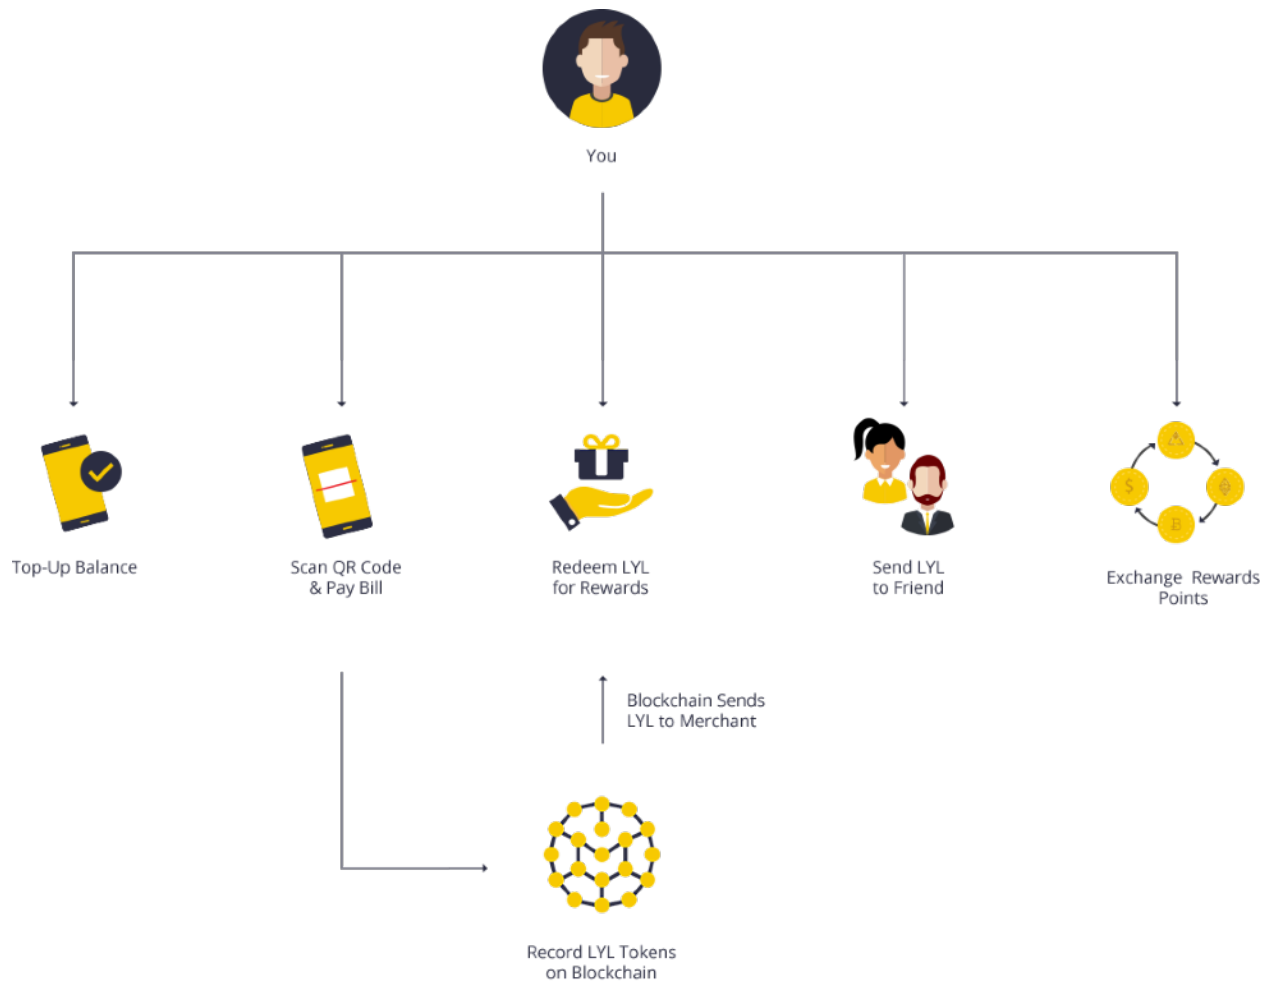 You
Top-Up Balance
Scan QR Code
& Pay Bill
Redeem LYL
for Rewards
Send LYL
to Friend
Exchange Rewards
Points
Blockchain Sends
LYL to Merchant
Record LYL Tokens
on Blockchain